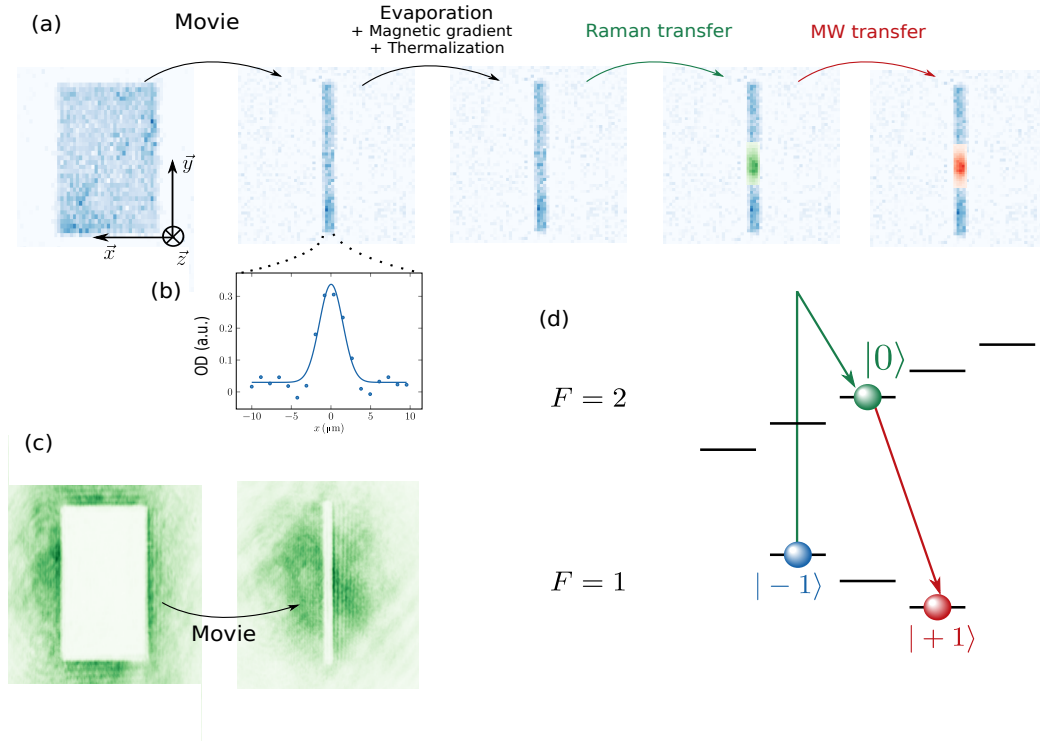 (a)
Movie
Evaporation
+ Magnetic gradient
+ Thermalization
Raman transfer
MW transfer
y⃗
x⃗
z⃗
(b)
OD (a.u.)
0.3
0.2
0.1
0
−10
−5
0
5
10
x (μm)
(c)
Movie
(d)
|0⟩
F = 2
F = 1
|−1⟩
|+1⟩